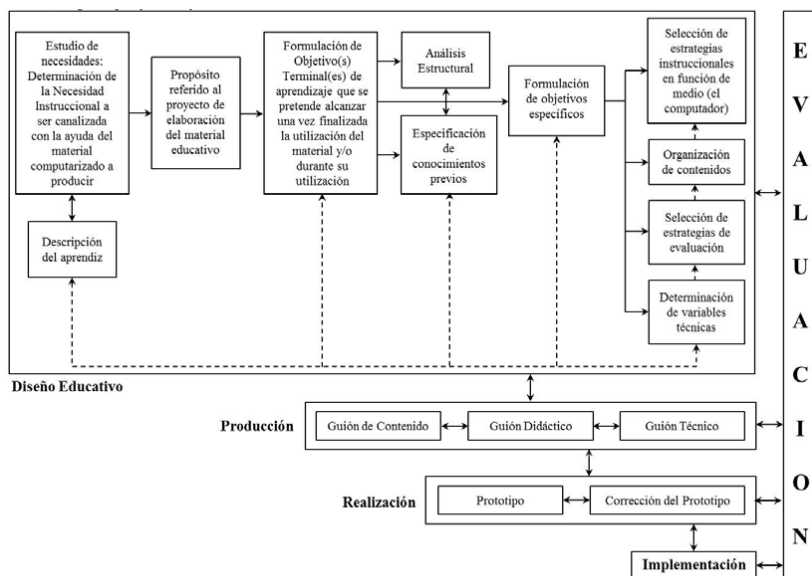 Estudio de
necesidades:
Determinación de
la Necesidad
Instruccional a
ser canalizada
con la ayuda del
material
computarizado a
producir
Propósito
referido al
proyecto de
elaboración
del material
educativo
Formulación de
Objetivo(s)
Terminal(es) de
aprendizaje que se
pretende alcanzar
una vez finalizada
la utilización del
material y/o
durante su
utilización
Análisis
Estructural
Especificación
de
conocimientos
previos
Formulación
de objetivos
específicos
Selección de
estrategias
instruccionales
en función de
medio (el
computador)
Organización
de contenidos
Selección de
estrategias de
evaluación
Determinación
de variables
técnicas
Descripción
del aprendiz
Diseño Educativo
Producción
Guión de Contenido
Guión Didáctico
Guión Técnico
Realización
Prototipo
Corrección del Prototipo
Implementación
E
V
A
L
U
A
C
I
O
N